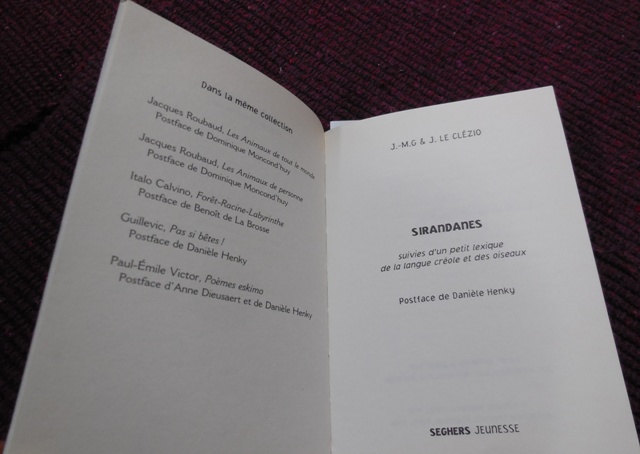 Dans la même collection
Jacques Roubaud, Les Animaux de tout le monde
Postface de Dominique Moncond'huy
Jacques Roubaud, Les Animaux de personne
Postface de Dominique Moncond'huy
Italo Calvino, Forêt-Racine-Labyrinthe
Postface de Benoît de La Brosse
Guillevic, Pas si bêtes !
Postface de Danièle Henky
Paul-Émile Victor, Poèmes eskimo
Postface d'Anne Dieusaert et de Danièle Henky
J.-M.G & J. LE CLÉZIO
SIRANDANES
suivies d'un petit lexique
de la langue créole et des oiseaux
Postface de Danièle Henky
SEGHERS JEUNESSE